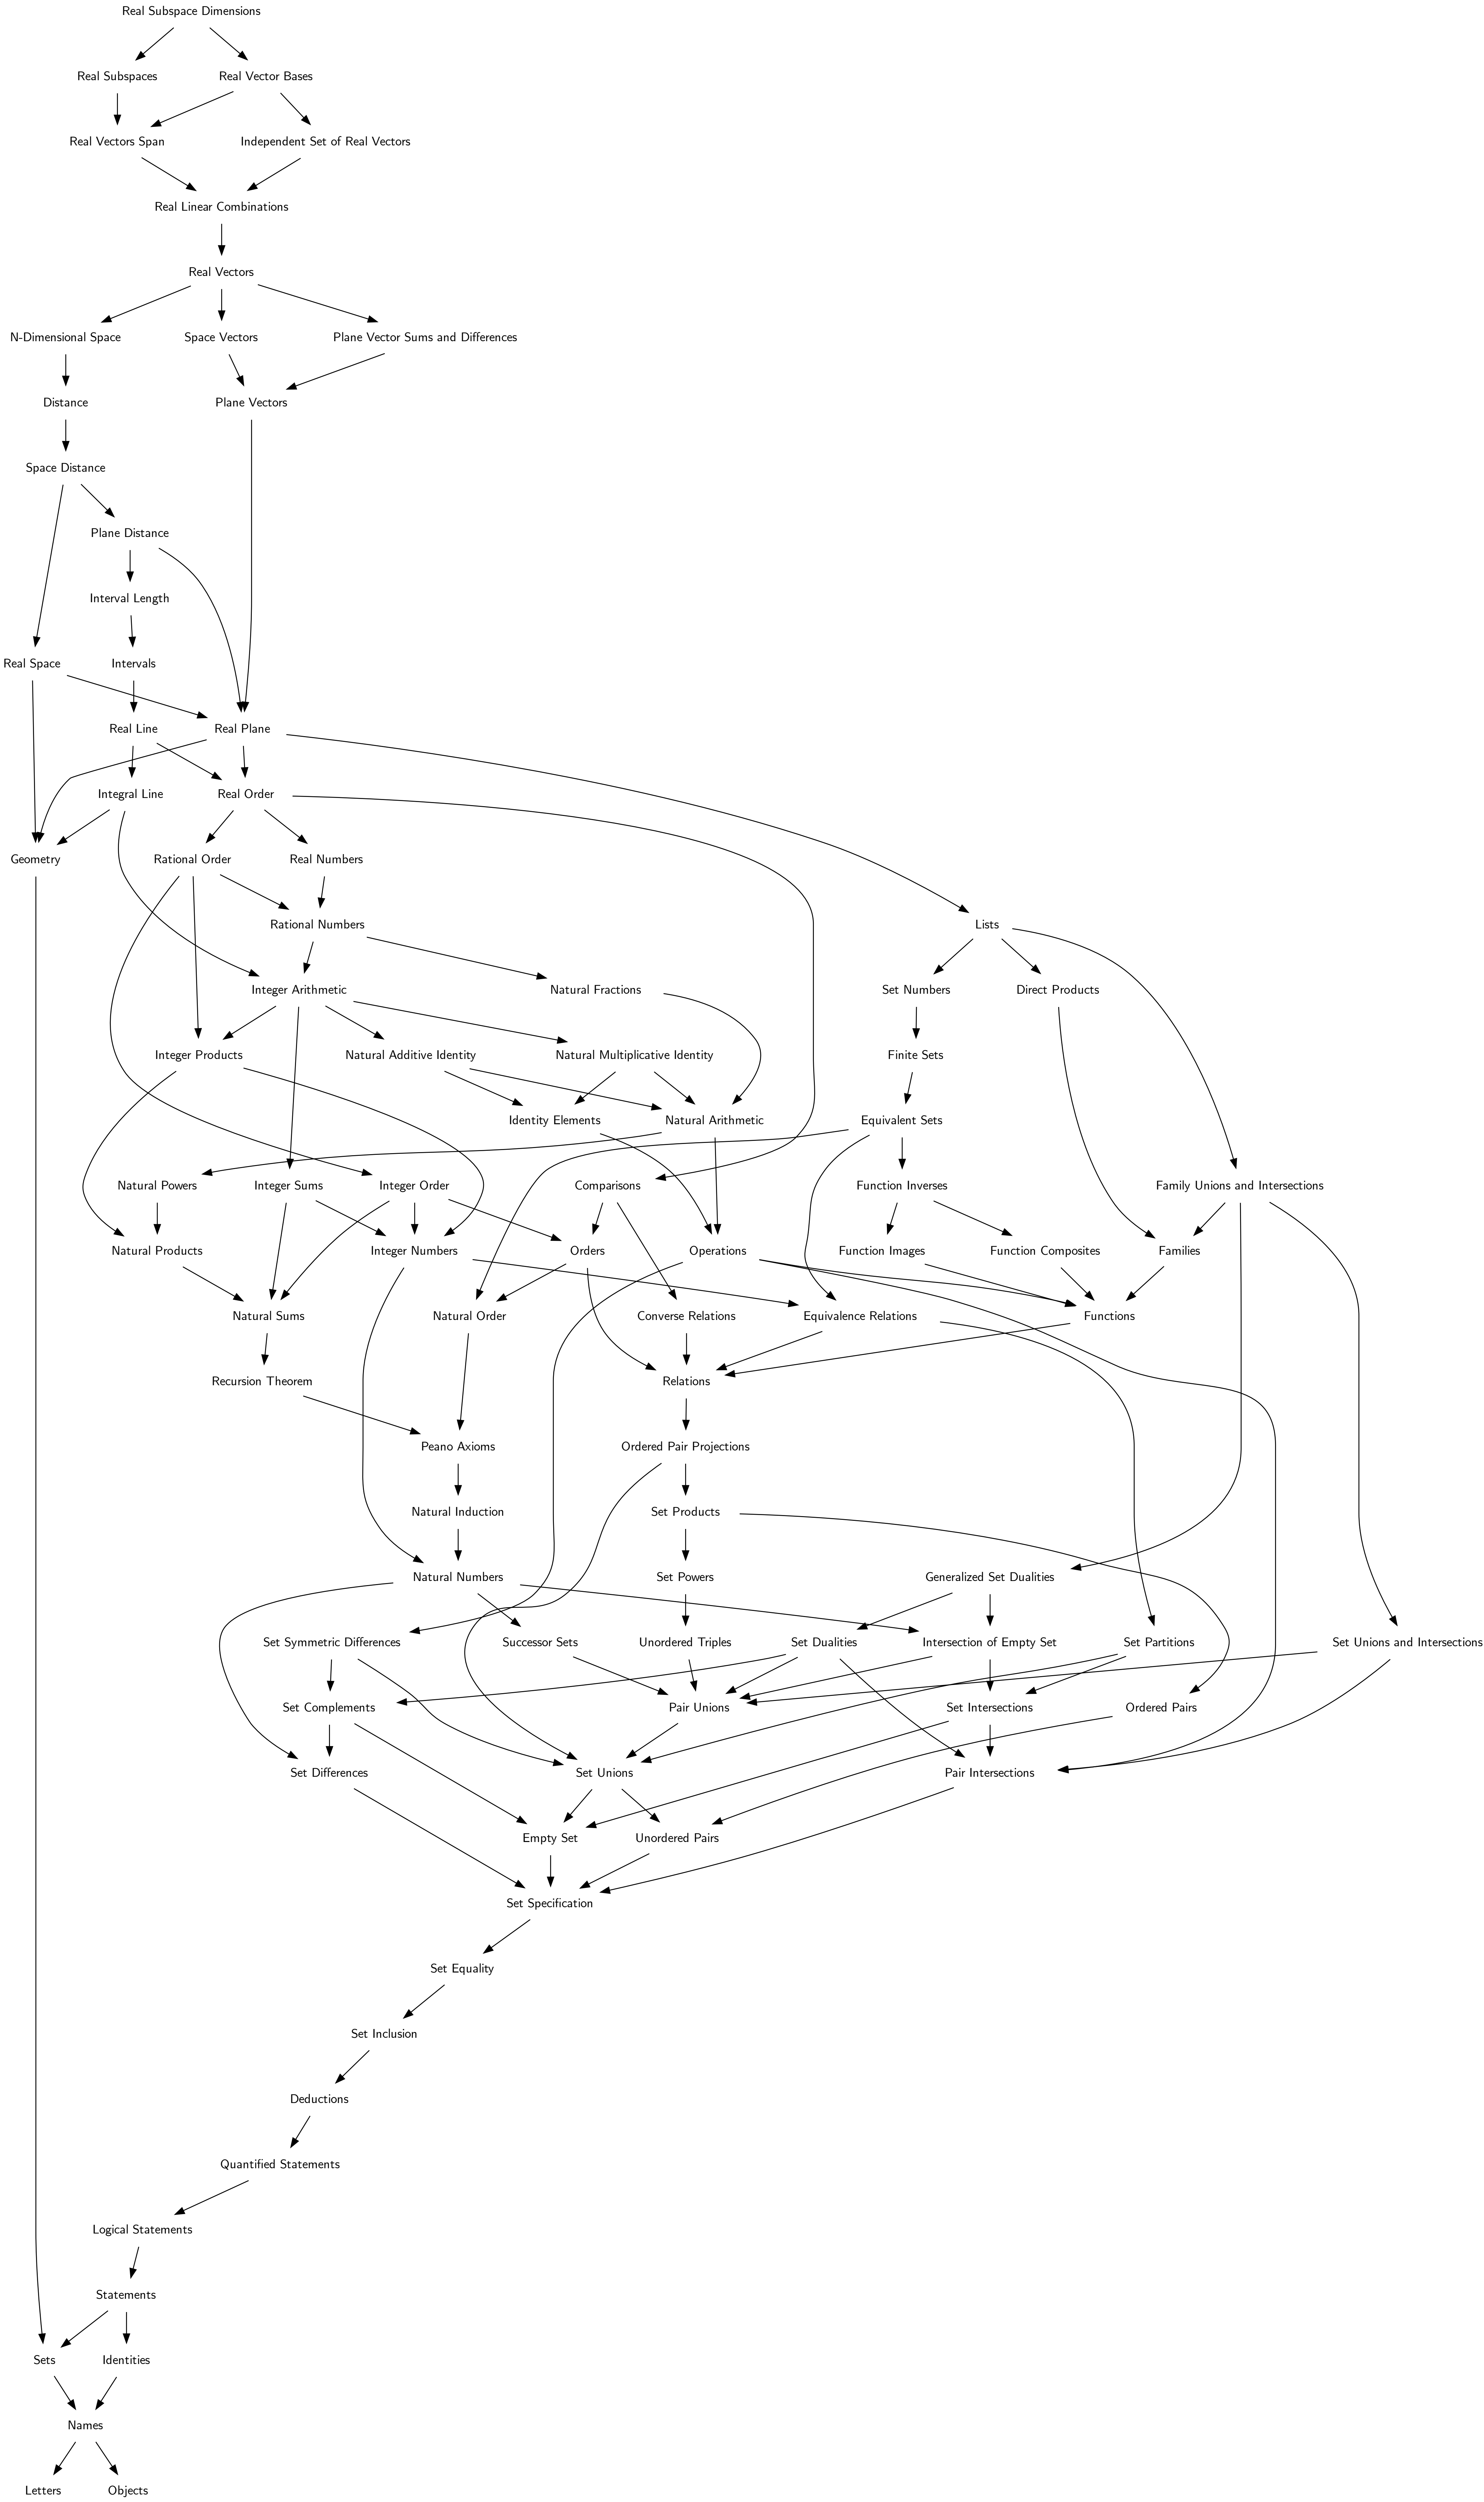 Real Subspace Dimensions
Real Subspaces
Real Vector Bases
Real Vectors Span
Independent Set of Real Vectors
Real Linear Combinations
Real Vectors
N-Dimensional Space
Space Vectors
Plane Vector Sums and Differences
Distance
Plane Vectors
Space Distance
Plane Distance
Interval Length
Real Space
Intervals
Real Line
Real Plane
Integral Line
Real Order
Geometry
Rational Order
Real Numbers
Rational Numbers
Lists
Integer Arithmetic
Natural Fractions
Set Numbers
Direct Products
Integer Products
Natural Additive Identity
Natural Multiplicative Identity
Finite Sets
Identity Elements
Natural Arithmetic
Equivalent Sets
Natural Powers
Integer Sums
Integer Order
Comparisons
Function Inverses
Family Unions and Intersections
Natural Products
Integer Numbers
Orders
Operations
Function Images
Function Composites
Families
Natural Sums
Natural Order
Converse Relations
Equivalence Relations
Functions
Recursion Theorem
Relations
Peano Axioms
Ordered Pair Projections
Natural Induction
Set Products
Natural Numbers
Set Powers
Generalized Set Dualities
Set Symmetric Differences
Successor Sets
Unordered Triples
Set Dualities
Intersection of Empty Set
Set Partitions
Set Unions and Intersections
Set Complements
Pair Unions
Set Intersections
Ordered Pairs
Set Differences
Set Unions
Pair Intersections
Empty Set
Unordered Pairs
Set Specification
Set Equality
Set Inclusion
Deductions
Quantified Statements
Logical Statements
Statements
Sets
Identities
Names
Letters
Objects